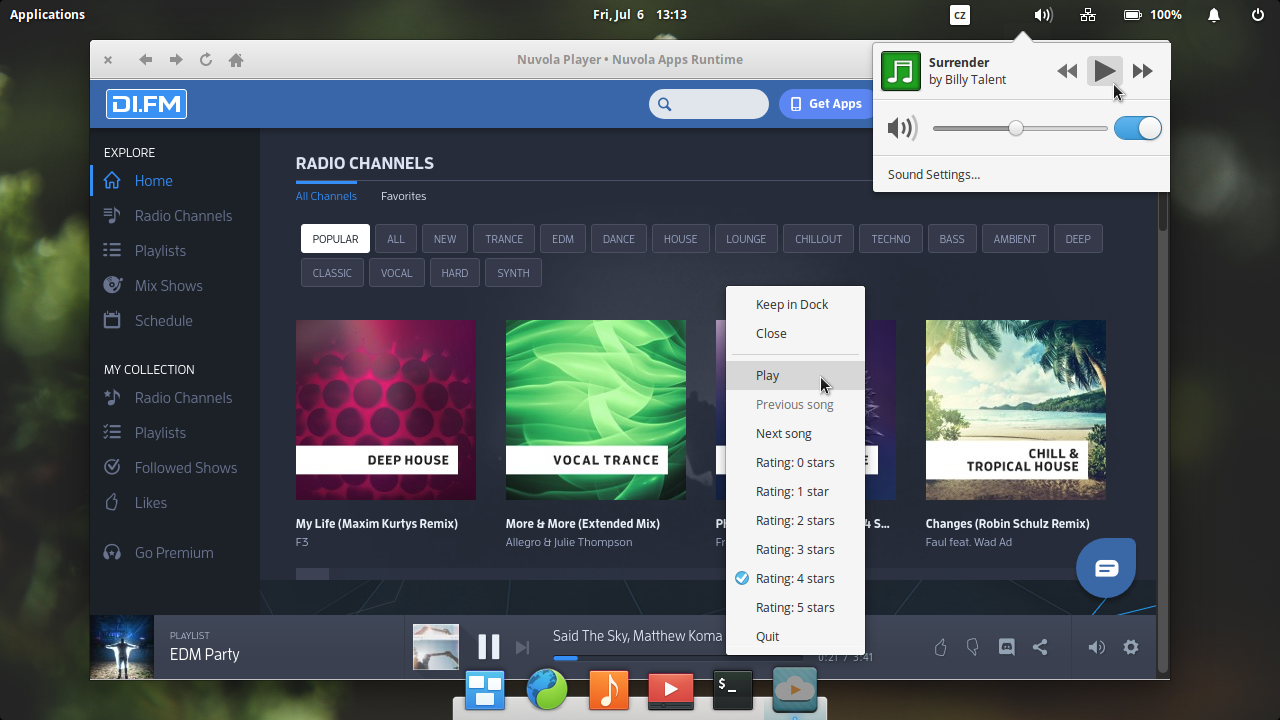 Applications
Fri, Jul 6 13:13
cz
100%
Nuvola Player • Nuvola Apps Runtime
Surrender
by Billy Talent
Sound Settings...
DI.FM
Get Apps
EXPLORE
Home
Radio Channels
Playlists
Mix Shows
Schedule
MY COLLECTION
Radio Channels
Playlists
Followed Shows
Likes
Go Premium
RADIO CHANNELS
All Channels
Favorites
POPULAR
ALL
NEW
TRANCE
EDM
DANCE
HOUSE
LOUNGE
CHILLOUT
TECHNO
BASS
AMBIENT
DEEP
CLASSIC
VOCAL
HARD
SYNTH
DEEP HOUSE
VOCAL TRANCE
CHILL &
TROPICAL HOUSE
My Life (Maxim Kurtys Remix)
F3
More & More (Extended Mix)
Allegro & Julie Thompson
Changes (Robin Schulz Remix)
Faul feat. Wad Ad
Keep in Dock
Close
Play
Previous song
Next song
Rating: 0 stars
Rating: 1 star
Rating: 2 stars
Rating: 3 stars
Rating: 4 stars
Rating: 5 stars
Quit
PLAYLIST
EDM Party
Said The Sky, Matthew Koma
0:21 / 3:41
>_